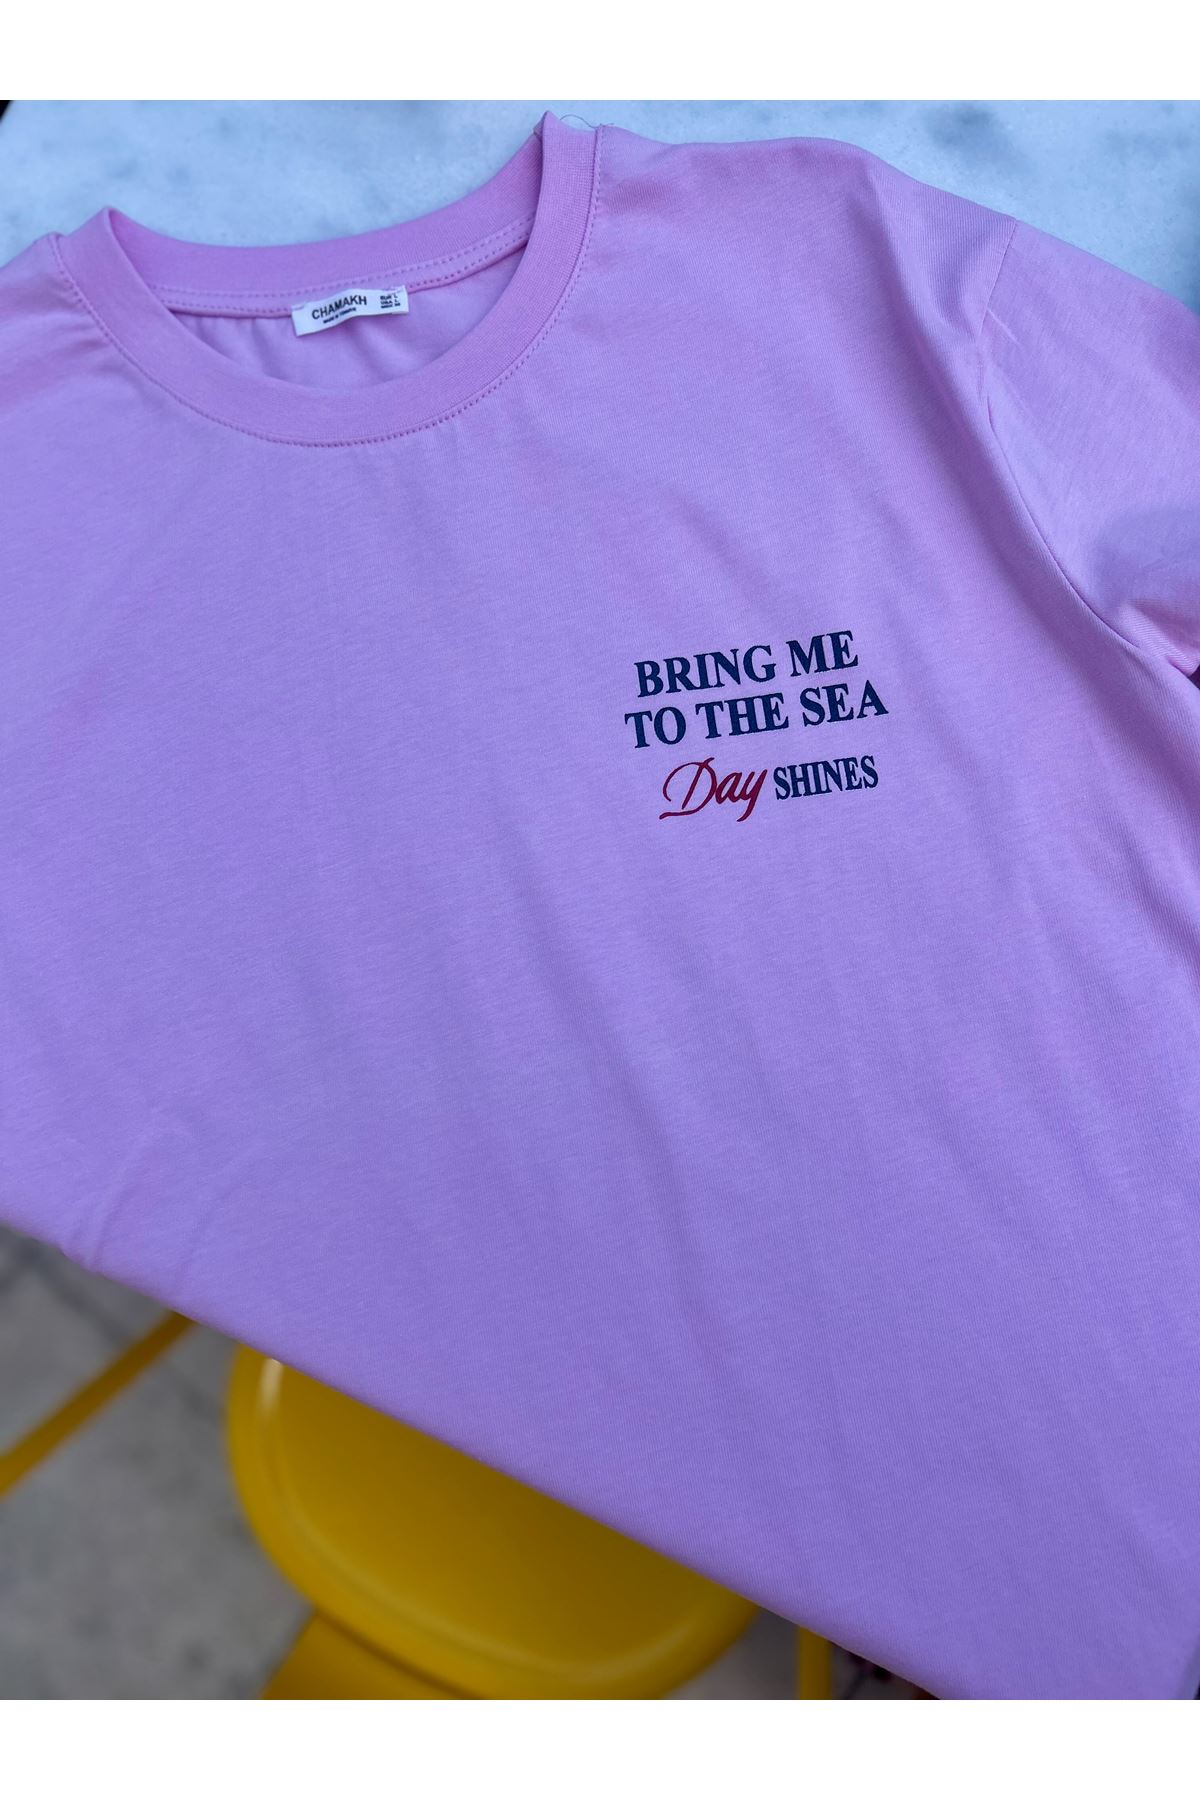 CHAMAKH
BRING ME
TO THE SEA
Day SHINES